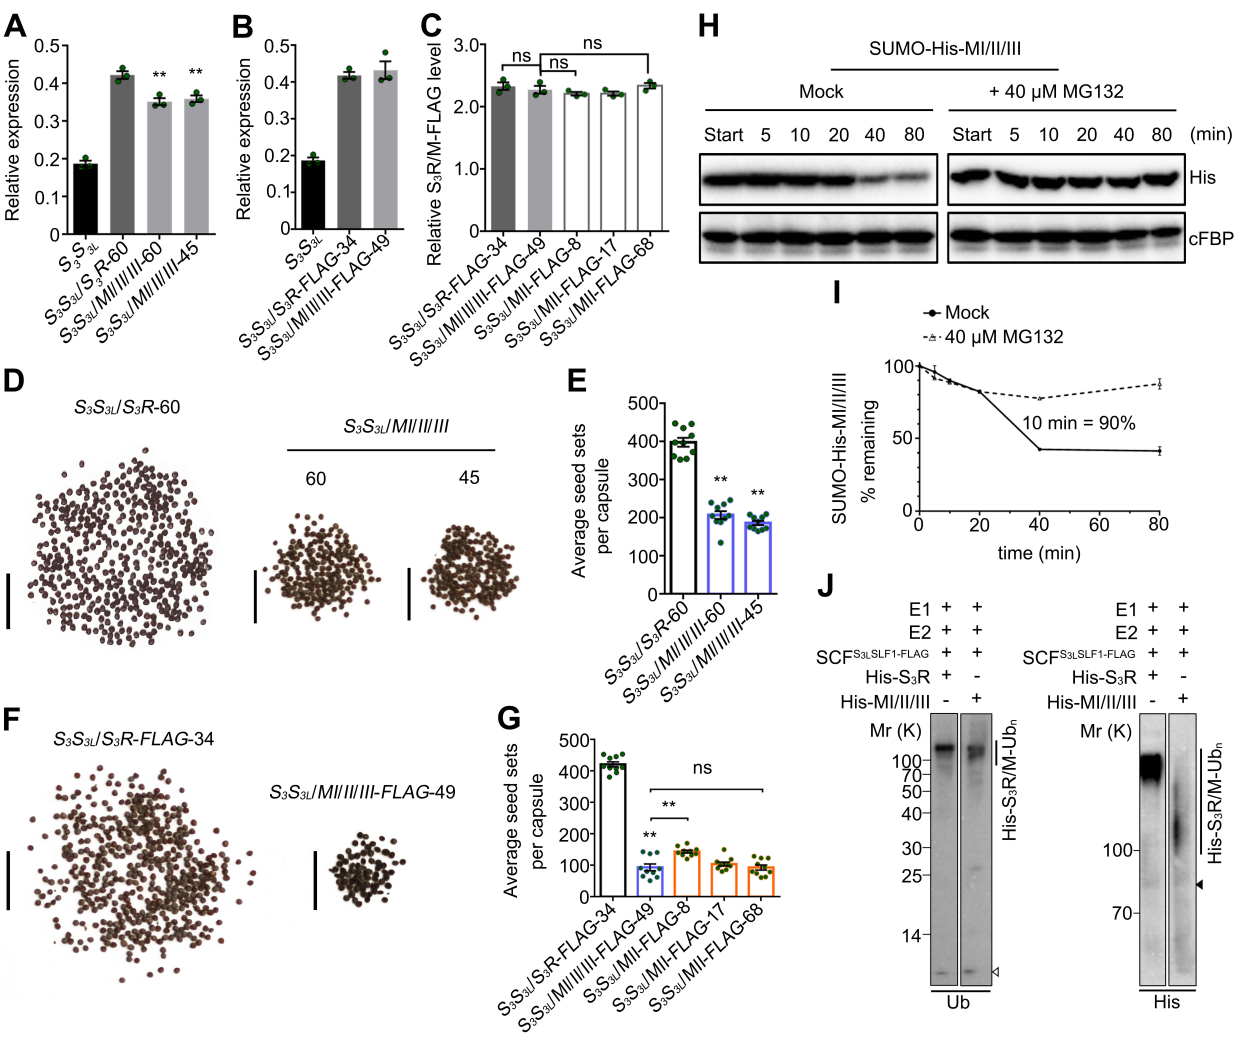 A
Relative expression
0.5
0.4
0.3
0.2
0.1
0
**
**
S3S3L
S3S3L/S3R-60
S3S3L/MI/II/III-60
S3S3L/MI/II/III-45
B
Relative expression
0.5
0.4
0.3
0.2
0.1
0
S3S3L
S3S3L/S3R-FLAG-34
S3S3L/MI/II/III-FLAG-49
C
Relative S3R/M-FLAG level
3.0
2.0
1.0
0
ns
ns
ns
S3S3L/S3R-FLAG-34
S3S3L/MI/II/III-FLAG-49
S3S3L/MII-FLAG-8
S3S3L/MII-FLAG-17
S3S3L/MII-FLAG-68
H
SUMO-His-MI/II/III
Mock
+ 40 µM MG132
Start 5 10 20 40 80
Start 5 10 20 40 80 (min)
His
cFBP
I
Mock
40 µM MG132
SUMO-His-MI/II/III
% remaining
100
50
0
10 min = 90%
0 20 40 60 80
time (min)
D
S3S3L/S3R-60
S3S3L/MI/II/III
60
45
E
Average seed sets
per capsule
500
400
300
200
100
0
**
**
S3S3L/S3R-60
S3S3L/MI/II/III-60
S3S3L/MI/II/III-45
F
S3S3L/S3R-FLAG-34
S3S3L/MI/II/III-FLAG-49
G
Average seed sets
per capsule
500
400
300
200
100
0
ns
**
**
S3S3L/S3R-FLAG-34
S3S3L/MI/II/III-FLAG-49
S3S3L/MII-FLAG-8
S3S3L/MII-FLAG-17
S3S3L/MII-FLAG-68
J
E1 + +
E2 + +
SCF S3LSLF1-FLAG + +
His-S3R + -
His-MI/II/III - +
Mr (K)
100
70
50
40
30
25
14
His-S3R/M-Ubn
Ub
E1 + +
E2 + +
SCF S3LSLF1-FLAG + +
His-S3R + -
His-MI/II/III - +
Mr (K)
100
70
His-S3R/M-Ubn
His